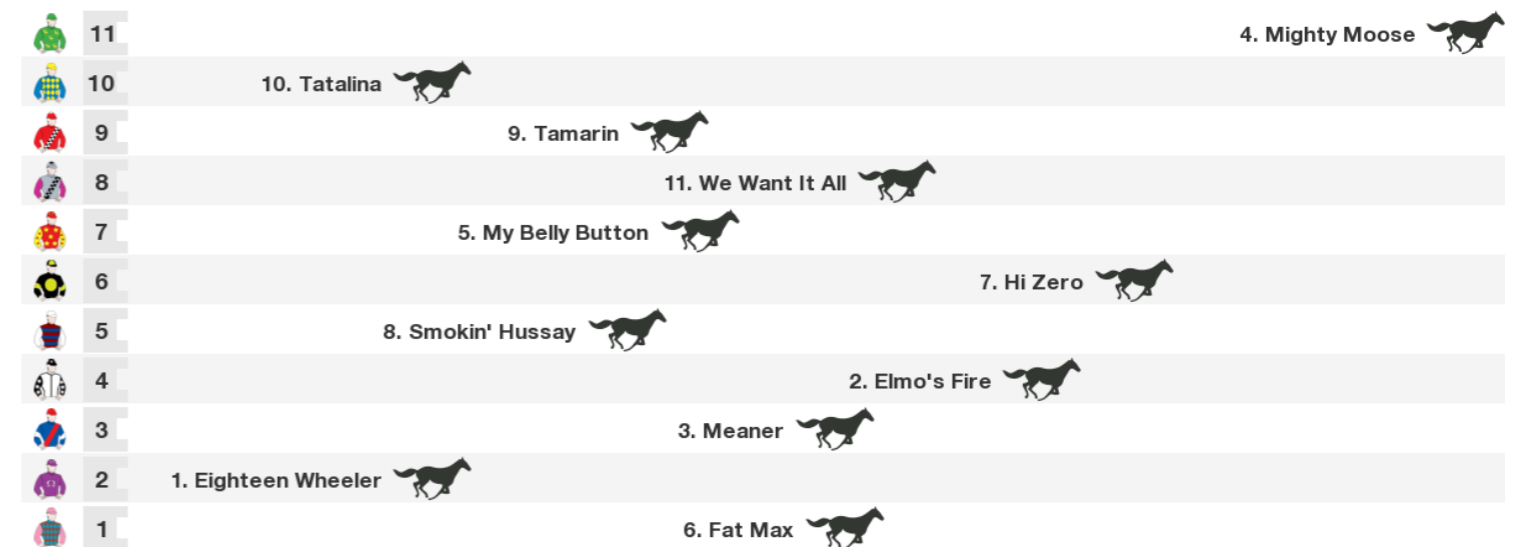 11 4. Mighty Moose
10 10. Tatalina
9 9. Tamarin
8 11. We Want It All
7 5. My Belly Button
6 7. Hi Zero
5 8. Smokin' Hussay
4 2. Elmo's Fire
3 3. Meaner
2 1. Eighteen Wheeler
1 6. Fat Max